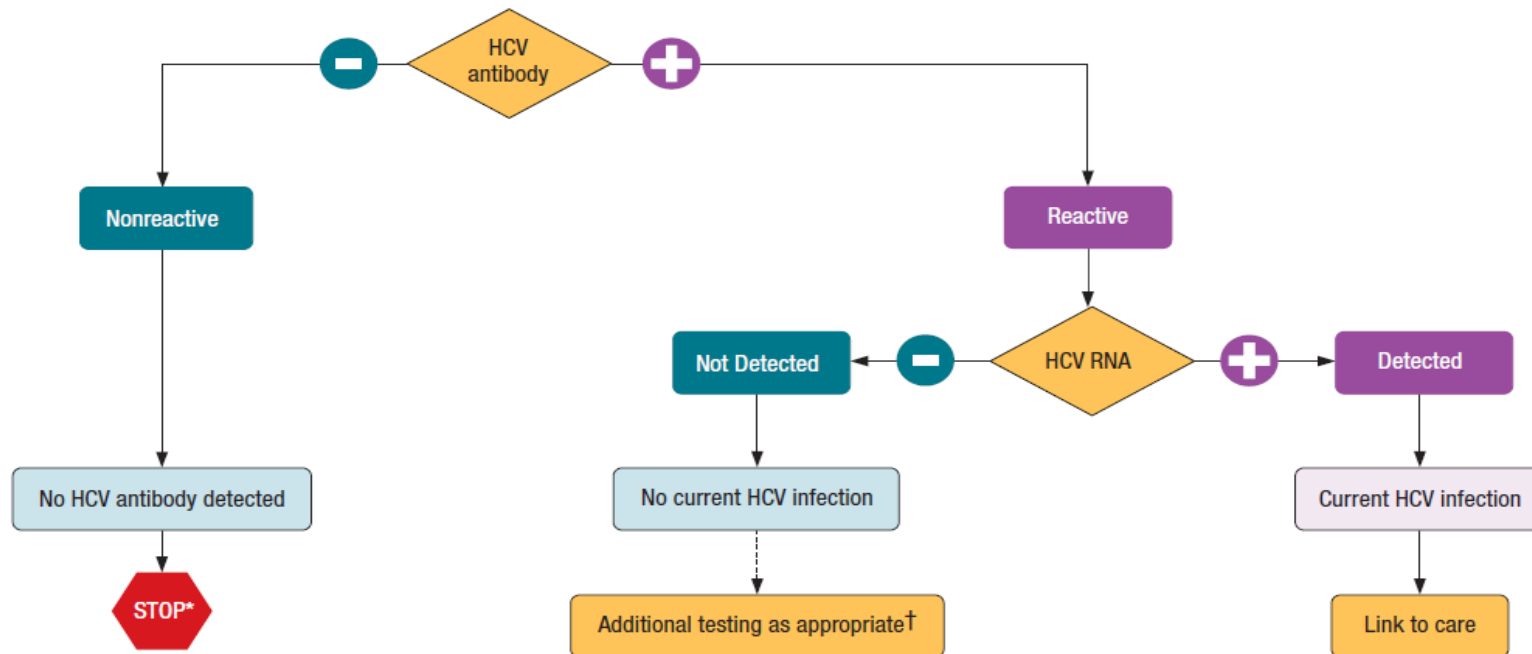 HCV
antibody
Nonreactive
Reactive
Not Detected
HCV RNA
Detected
No HCV antibody detected
No current HCV infection
Current HCV infection
STOP*
Additional testing as appropriate†
Link to care